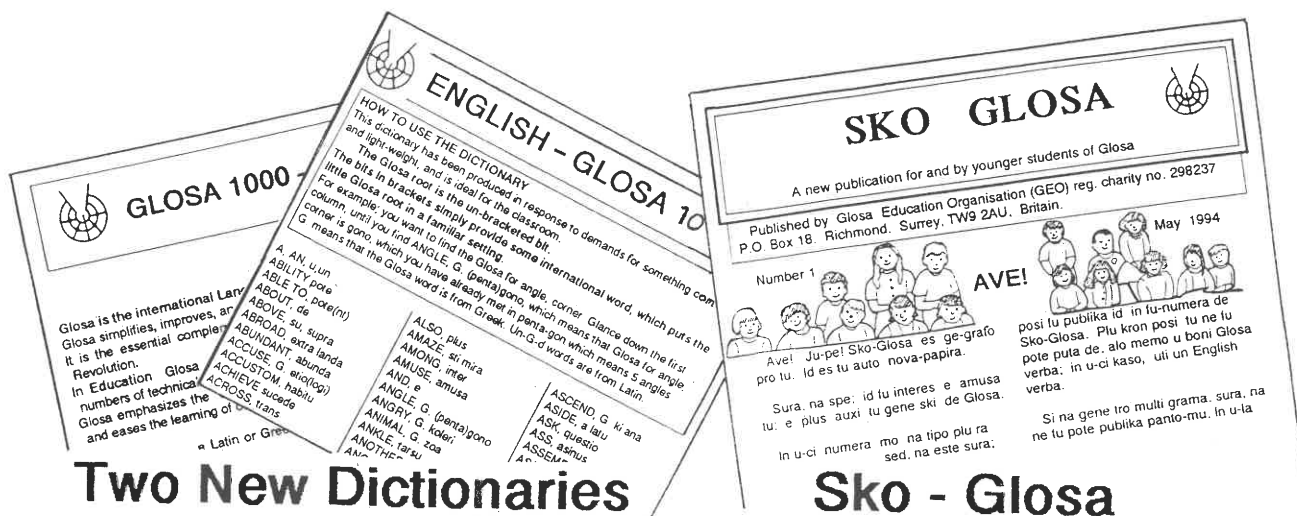 GLOSA 1000 -
Glosa is the international Lan
Glosa simplifies, improves, an
It is the essential complem
Revolution.
In Education Glosa
numbers of technica
Glosa emphasizes the
and eases the learning of
Latin or Gre
ENGLISH - GLOSA 10
HOW TO USE THE DICTIONARY
This dictionary has been produced in response to demands for something com
and light-weight, and is ideal for the classroom.
The Glosa root is the un-bracketed bit.
The bits in brackets simply provide some international word, which puts the
little Glosa root in a familiar setting.
For example; you want to find the Glosa for angle, corner. Glance down the first
column, until you find ANGLE, G. (penta)gono, which means that Glosa for angle,
corner is gono, which you have already met in penta-gon which means 5 angles
G means that the Glosa word is from Greek. Un-G-d words are from Latin.
A, AN, u,un
ABILITY, pote
ABLE TO, pote(nt)
ABOUT, de
ABOVE, su, supra
ABROAD, extra landa
ABUNDANT, abunda
ACCUSE, G. etio(logi)
ACCUSTOM, habitu
ACHIEVE sucede
ACROSS, trans
ALSO, plus
AMAZE, sti mira
AMONG, inter
AMUSE, amusa
AND, e
ANGLE, G. (penta)gono
ANGRY, G. koleri
ANIMAL, G. zoa
ANKLE, tarsu
ANOTHE
ASCEND, G ki ana
ASIDE, a latu
ASK, questio
ASS, asinus
ASSEM
SKO GLOSA
A new publication for and by younger students of Glosa
Published by Glosa Education Organisation (GEO) reg. charity no. 298237
P.O. Box 18, Richmond, Surrey, TW9 2AU, Britain.
Number 1
AVE!
May 1994
Ave! Ju-pe! Sko-Glosa es ge-grafo
pro tu. Id es tu auto nova-papira.
Sura, na spe; id fu interes e amusa
tu; e plus auxi tu gene ski de Glosa.
In u-ci numera mo na tipo plu ra
sed, na este sura;
posi fu publika id in fu-numera de
Sko-Glosa. Plu kron posi tu ne fu
pote puta de, alo memo u boni Glosa
verba; in u-ci kaso, uti un English
verba.
Si na gene tro multi grama, sura, na
ne fu pote publika panto-mu. In u-la
Two New Dictionaries
Sko - Glosa